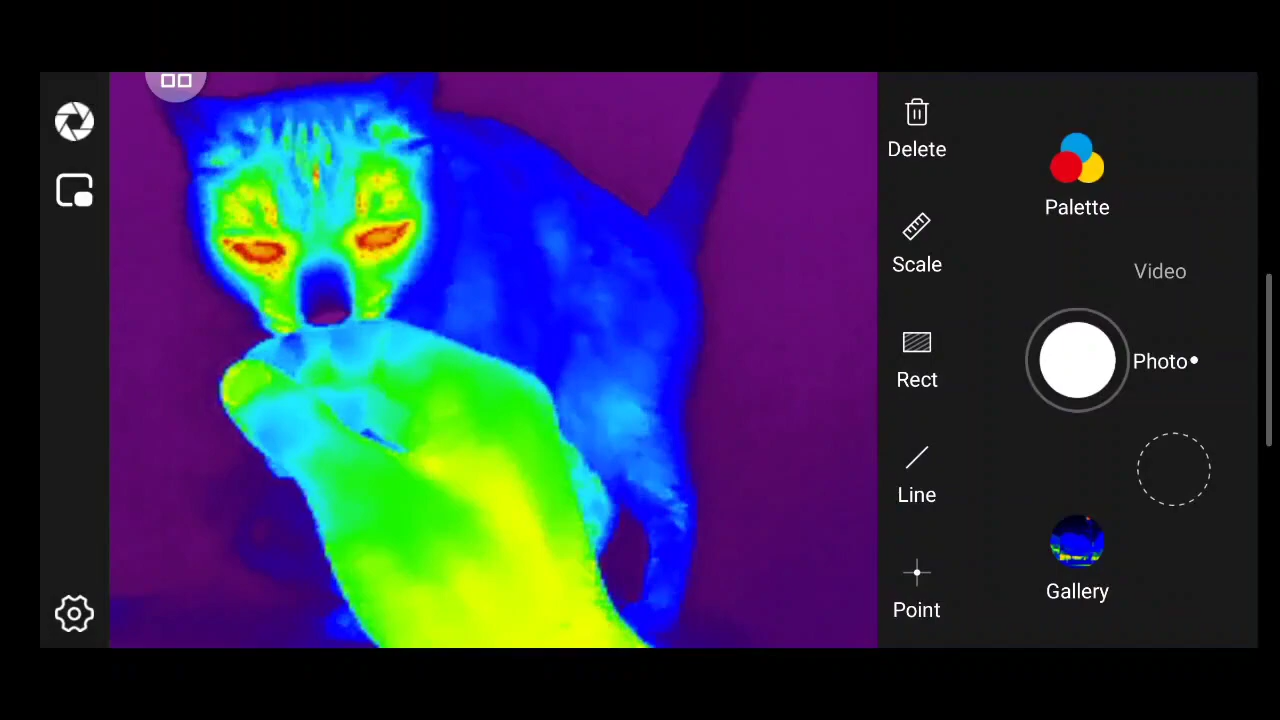 Delete
Palette
Scale
Video
Photo
Rect
Line
Gallery
Point